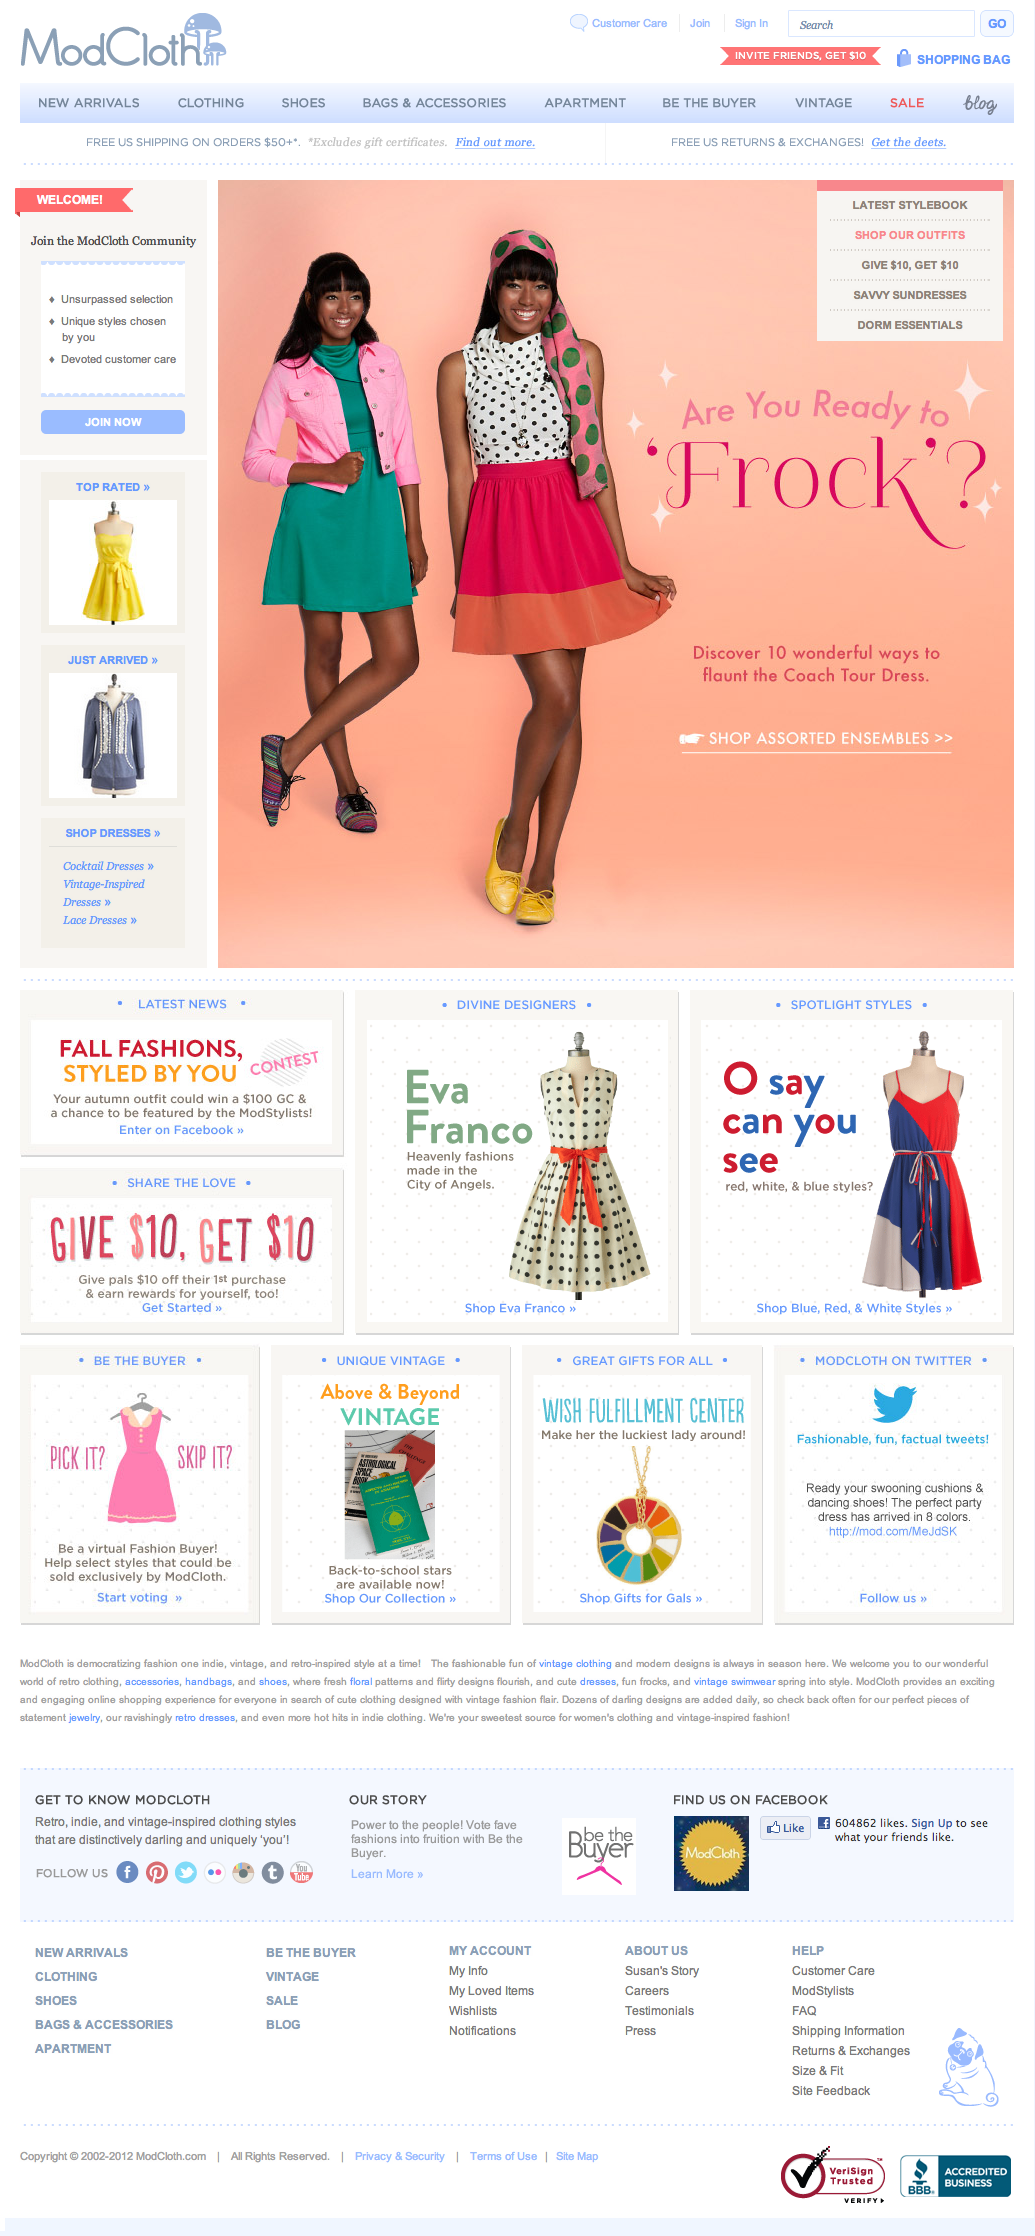 ModCloth
Customer Care
Join
Sign In
Search
GO
INVITE FRIENDS, GET $10
SHOPPING BAG
NEW ARRIVALS
CLOTHING
SHOES
BAGS & ACCESSORIES
APARTMENT
BE THE BUYER
VINTAGE
SALE
blog
FREE US SHIPPING ON ORDERS $50+*. *Excludes gift certificates. Find out more.
FREE US RETURNS & EXCHANGES! Get the deets.
WELCOME!
Join the ModCloth Community
♦ Unsurpassed selection
♦ Unique styles chosen
by you
♦ Devoted customer care
JOIN NOW
TOP RATED »
JUST ARRIVED »
SHOP DRESSES »
Cocktail Dresses »
Vintage-Inspired
Dresses »
Lace Dresses »
LATEST STYLEBOOK
SHOP OUR OUTFITS
GIVE $10, GET $10
SAVVY SUNDRESSES
DORM ESSENTIALS
Are You Ready to
‘Frock’?
Discover 10 wonderful ways to
flaunt the Coach Tour Dress.
SHOP ASSORTED ENSEMBLES >>
• LATEST NEWS •
FALL FASHIONS,
STYLED BY YOU
CONTEST
Your autumn outfit could win a $100 GC &
a chance to be featured by the ModStylists!
Enter on Facebook »
• SHARE THE LOVE •
GIVE $10, GET $10
Give pals $10 off their 1st purchase
& earn rewards for yourself, too!
Get Started »
• DIVINE DESIGNERS •
Eva
Franco
Heavenly fashions
made in the
City of Angels.
Shop Eva Franco »
• SPOTLIGHT STYLES •
O say
can you
see
red, white, & blue styles?
Shop Blue, Red, & White Styles »
• BE THE BUYER •
PICK IT?
SKIP IT?
Be a virtual Fashion Buyer!
Help select styles that could be
sold exclusively by ModCloth.
Start voting »
• UNIQUE VINTAGE •
Above & Beyond
VINTAGE
ASTROLOGICAL
SPACE
BOOK
Back-to-school stars
are available now!
Shop Our Collection »
• GREAT GIFTS FOR ALL •
WISH FULFILLMENT CENTER
Make her the luckiest lady around!
Shop Gifts for Gals »
• MODCLOTH ON TWITTER •
Fashionable, fun, factual tweets!
Ready your swooning cushions &
dancing shoes! The perfect party
dress has arrived in 8 colors.
http://mod.com/MeJdSK
Follow us »
ModCloth is democratizing fashion one indie, vintage, and retro-inspired style at a time! The fashionable fun of vintage clothing and modern designs is always in season here. We welcome you to our wonderful
world of retro clothing, accessories, handbags, and shoes, where fresh floral patterns and flirty designs flourish, and cute dresses, fun frocks, and vintage swimwear spring into style. ModCloth provides an exciting
and engaging online shopping experience for everyone in search of cute clothing designed with vintage fashion flair. Dozens of darling designs are added daily, so check back often for our perfect pieces of
statement jewelry, our ravishingly retro dresses, and even more hot hits in indie clothing. We're your sweetest source for women's clothing and vintage-inspired fashion!
GET TO KNOW MODCLOTH
Retro, indie, and vintage-inspired clothing styles
that are distinctively darling and uniquely ‘you’!
FOLLOW US
You
Tube
OUR STORY
Power to the people! Vote fave
fashions into fruition with Be the
Buyer.
Learn More »
be the
Buyer
FIND US ON FACEBOOK
ModCloth
Like
604862 likes. Sign Up to see
what your friends like.
NEW ARRIVALS
CLOTHING
SHOES
BAGS & ACCESSORIES
APARTMENT
BE THE BUYER
VINTAGE
SALE
BLOG
MY ACCOUNT
My Info
My Loved Items
Wishlists
Notifications
ABOUT US
Susan's Story
Careers
Testimonials
Press
HELP
Customer Care
ModStylists
FAQ
Shipping Information
Returns & Exchanges
Size & Fit
Site Feedback
Copyright © 2002-2012 ModCloth.com | All Rights Reserved. | Privacy & Security | Terms of Use | Site Map
VeriSign
Trusted
VERIFY
BBB.
ACCREDITED
BUSINESS